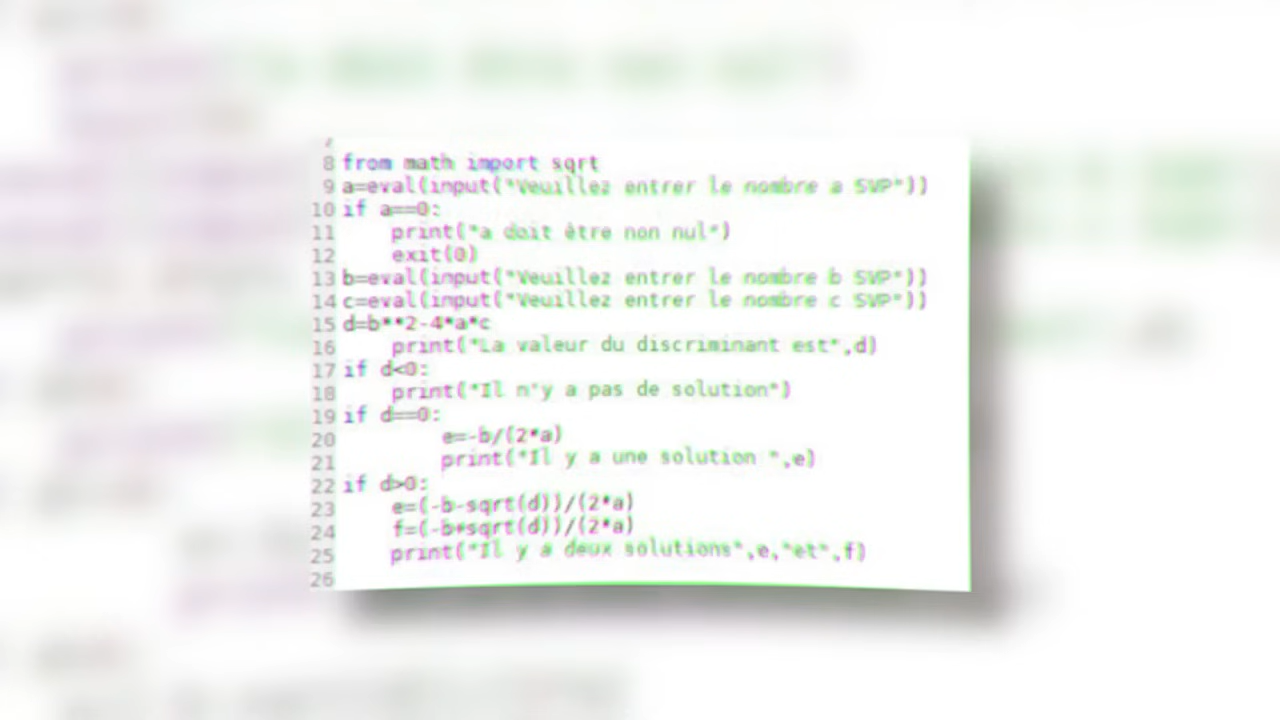 8 from math import sqrt
9 a=eval(input("Veuillez entrer le nombre a SVP"))
10 if a==0:
11     print("a doit être non nul")
12     exit(0)
13 b=eval(input("Veuillez entrer le nombre b SVP"))
14 c=eval(input("Veuillez entrer le nombre c SVP"))
15 d=b**2-4*a*c
16     print("La valeur du discriminant est",d)
17 if d<0:
18     print("Il n'y a pas de solution")
19 if d==0:
20         e=-b/(2*a)
21         print("Il y a une solution ",e)
22 if d>0:
23     e=(-b-sqrt(d))/(2*a)
24     f=(-b+sqrt(d))/(2*a)
25     print("Il y a deux solutions",e,"et",f)
26